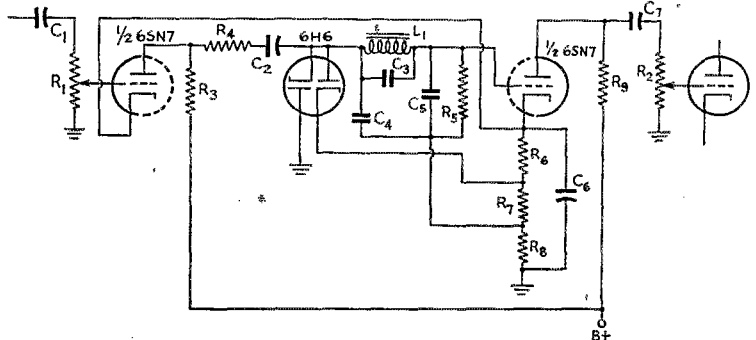 C1
R1
½ 6SN7
R4
C2
R3
6H6
L1
C3
C4
C5
R5
½ 6SN7
R6
R7
R8
C6
R9
C7
R2
B+